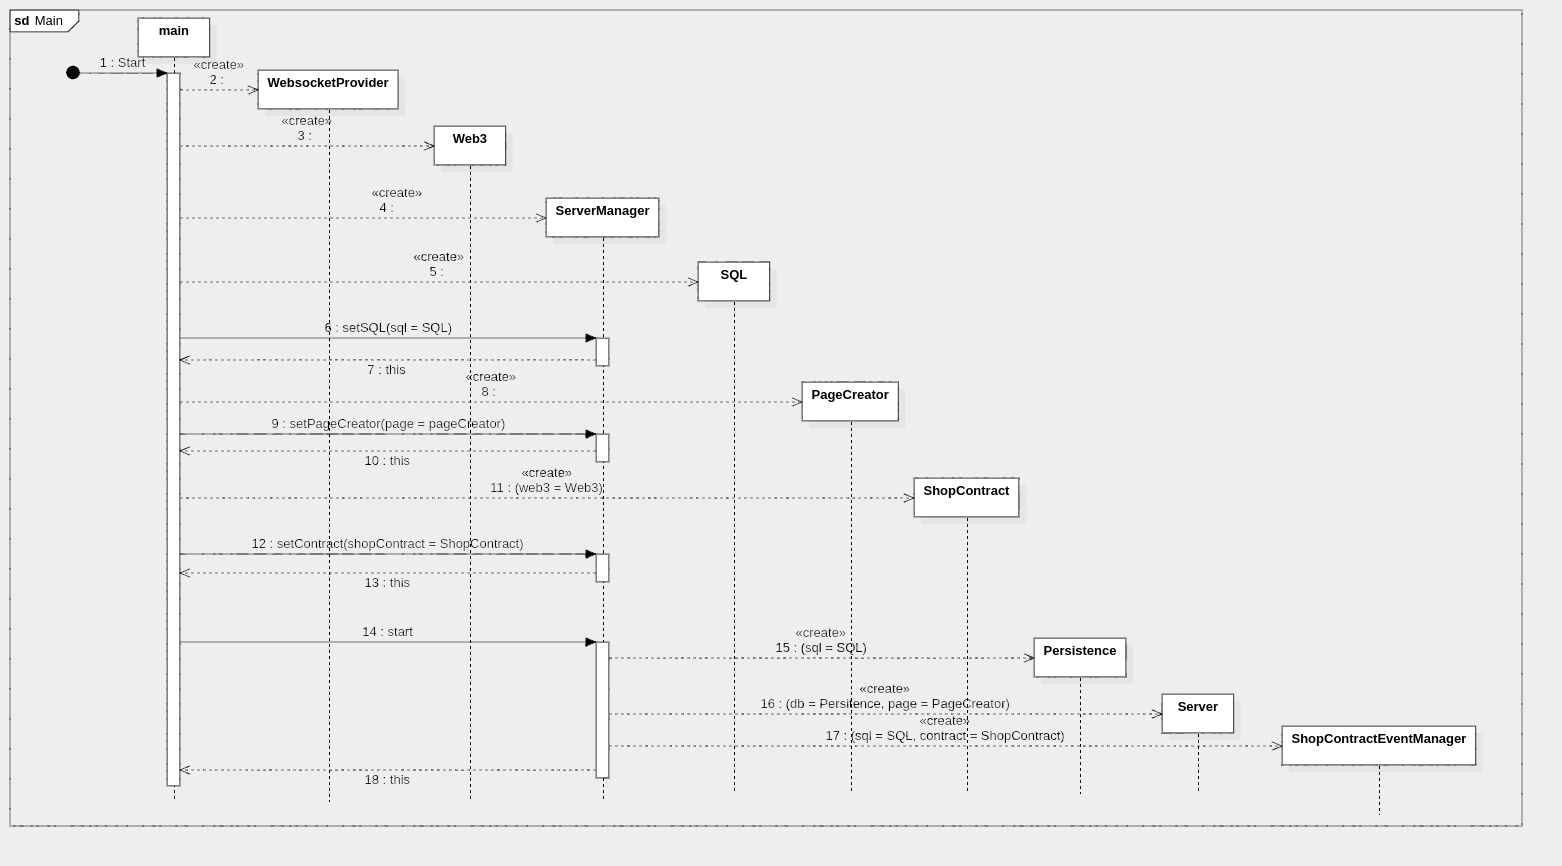 sd Main
main
1 : Start
«create»
2 :
WebsocketProvider
«create»
3 :
Web3
«create»
4 :
ServerManager
«create»
5 :
SQL
6 : setSQL(sql = SQL)
7 : this
«create»
8 :
PageCreator
9 : setPageCreator(page = pageCreator)
10 : this
«create»
11 : (web3 = Web3)
ShopContract
12 : setContract(shopContract = ShopContract)
13 : this
14 : start
«create»
15 : (sql = SQL)
Persistence
«create»
16 : (db = Persitence, page = PageCreator)
Server
«create»
17 : (sql = SQL, contract = ShopContract)
ShopContractEventManager
18 : this